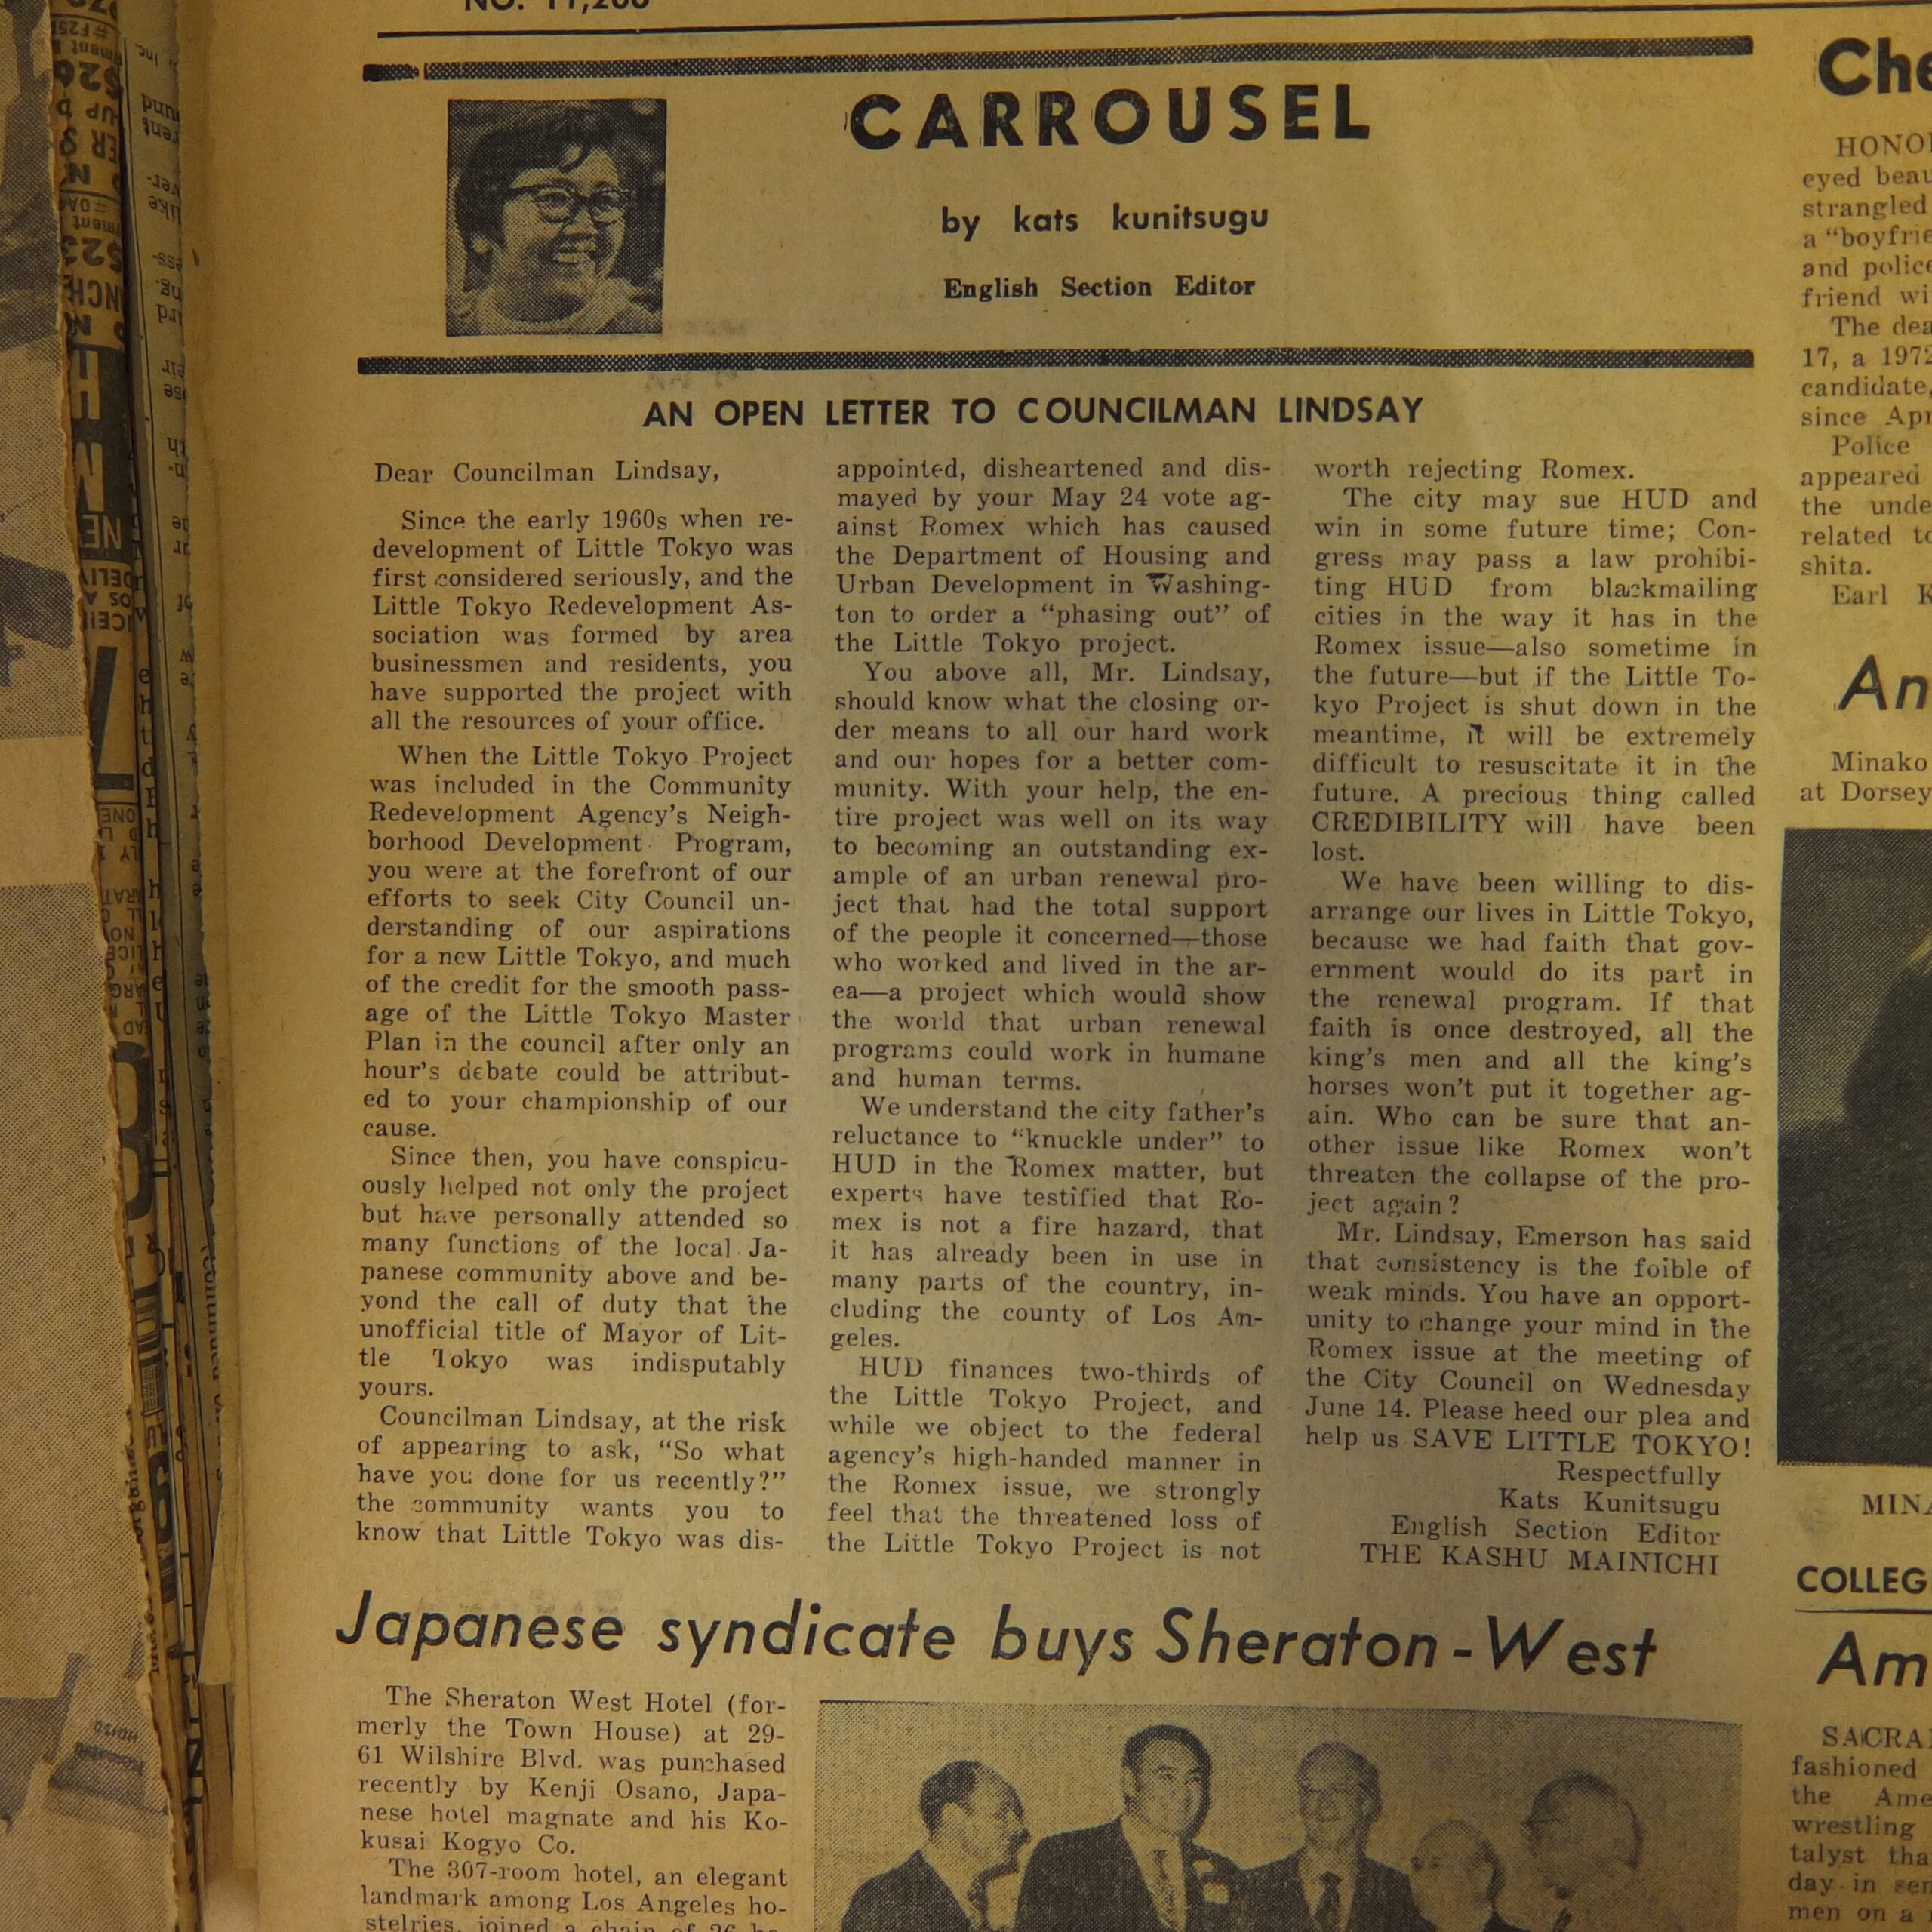 CARROUSEL
by kats kunitsugu
English Section Editor
AN OPEN LETTER TO COUNCILMAN LINDSAY
Dear Councilman Lindsay,
Since the early 1960s when re-
development of Little Tokyo was
first considered seriously, and the
Little Tokyo Redevelopment As-
sociation was formed by area
businessmen and residents, you
have supported the project with
all the resources of your office.
When the Little Tokyo Project
was included in the Community
Redevelopment Agency's Neigh-
borhood Development Program,
you were at the forefront of our
efforts to seek City Council un-
derstanding of our aspirations
for a new Little Tokyo, and much
of the credit for the smooth pass-
age of the Little Tokyo Master
Plan in the council after only an
hour's debate could be attribut-
ed to your championship of our
cause.
Since then, you have conspicu-
ously helped not only the project
but have personally attended so
many functions of the local Ja-
panese community above and be-
yond the call of duty that the
unofficial title of Mayor of Lit-
tle Tokyo was indisputably
yours.
Councilman Lindsay, at the risk
of appearing to ask, "So what
have you done for us recently?"
the community wants you to
know that Little Tokyo was dis-
appointed, disheartened and dis-
mayed by your May 24 vote ag-
ainst Romex which has caused
the Department of Housing and
Urban Development in Washing-
ton to order a "phasing out" of
the Little Tokyo project.
You above all, Mr. Lindsay,
should know what the closing or-
der means to all our hard work
and our hopes for a better com-
munity. With your help, the en-
tire project was well on its way
to becoming an outstanding ex-
ample of an urban renewal pro-
ject that had the total support
of the people it concerned—those
who worked and lived in the ar-
ea—a project which would show
the world that urban renewal
programs could work in humane
and human terms.
We understand the city father's
reluctance to "knuckle under" to
HUD in the Romex matter, but
experts have testified that Ro-
mex is not a fire hazard, that
it has already been in use in
many parts of the country, in-
cluding the county of Los An-
geles.
HUD finances two-thirds of
the Little Tokyo Project, and
while we object to the federal
agency's high-handed manner in
the Romex issue, we strongly
feel that the threatened loss of
the Little Tokyo Project is not
worth rejecting Romex.
The city may sue HUD and
win in some future time; Con-
gress may pass a law prohibi-
ting HUD from blackmailing
cities in the way it has in the
Romex issue—also sometime in
the future—but if the Little To-
kyo Project is shut down in the
meantime, it will be extremely
difficult to resuscitate it in the
future. A precious thing called
CREDIBILITY will have been
lost.
We have been willing to dis-
arrange our lives in Little Tokyo,
because we had faith that gov-
ernment would do its part in
the renewal program. If that
faith is once destroyed, all the
king's men and all the king's
horses won't put it together ag-
ain. Who can be sure that an-
other issue like Romex won't
threaten the collapse of the pro-
ject again?
Mr. Lindsay, Emerson has said
that consistency is the foible of
weak minds. You have an opport-
unity to change your mind in the
Romex issue at the meeting of
the City Council on Wednesday
June 14. Please heed our plea and
help us SAVE LITTLE TOKYO!
Respectfully
Kats Kunitsugu
English Section Editor
THE KASHU MAINICHI
Japanese syndicate buys Sheraton-West
The Sheraton West Hotel (for-
merly the Town House) at 29-
61 Wilshire Blvd. was purchased
recently by Kenji Osano, Japa-
nese hotel magnate and his Ko-
kusai Kogyo Co.
The 307-room hotel, an elegant
landmark among Los Angeles ho-
stelries, joined a chain of 26
eyed
strangled
a
and police
friend
The
17, a 1972
candidate,
since
Police
appeared
the
related
shita.
Earl
Minako
at Dorsey
fashioned
the
wrestling
day in
men on a